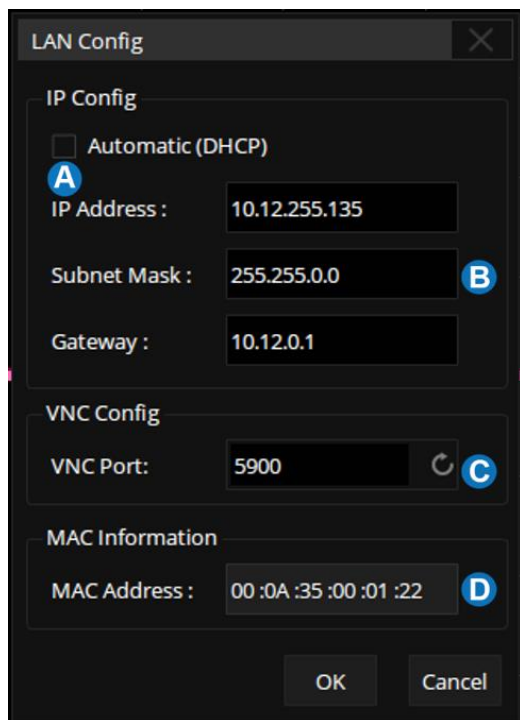 LAN Config
IP Config
Automatic (DHCP)
A
IP Address : 10.12.255.135
Subnet Mask : 255.255.0.0 B
Gateway : 10.12.0.1
VNC Config
VNC Port: 5900 C
MAC Information
MAC Address : 00 :0A :35 :00 :01 :22 D
OK Cancel